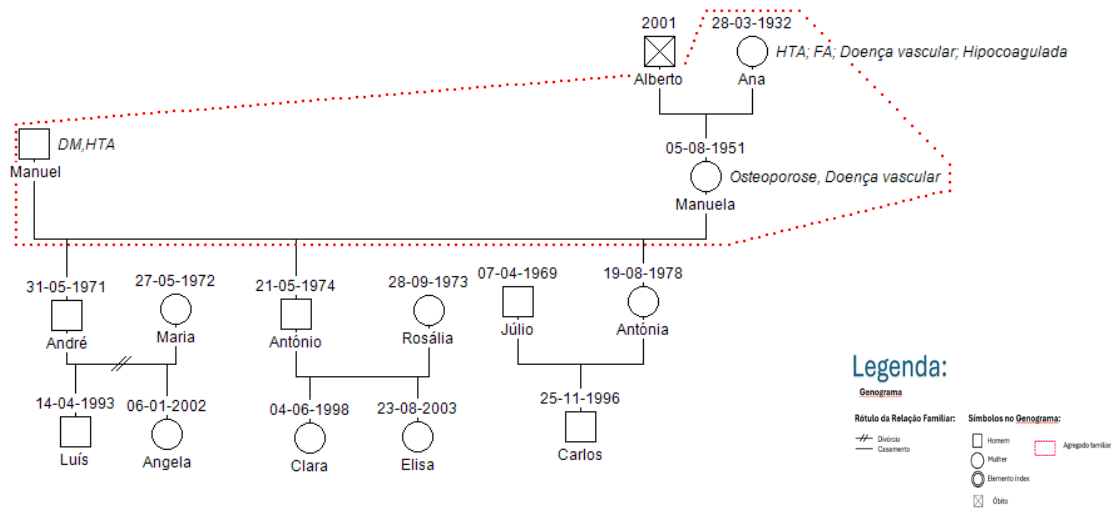 2001
28-03-1932
HTA; FA; Doença vascular; Hipocoagulada
Alberto
Ana
DM,HTA
Manuel
05-08-1951
Osteoporose, Doença vascular
Manuela
31-05-1971
27-05-1972
21-05-1974
28-09-1973
07-04-1969
19-08-1978
André
Maria
António
Rosália
Júlio
Antónia
14-04-1993
06-01-2002
04-06-1998
23-08-2003
25-11-1996
Luís
Angela
Clara
Elisa
Carlos
Legenda:
Genograma
Rótulo da Relação Familiar:
Divórcio
Casamento
Símbolos no Genograma:
Homem
Mulher
Elemento index
Óbito
Agregado familiar